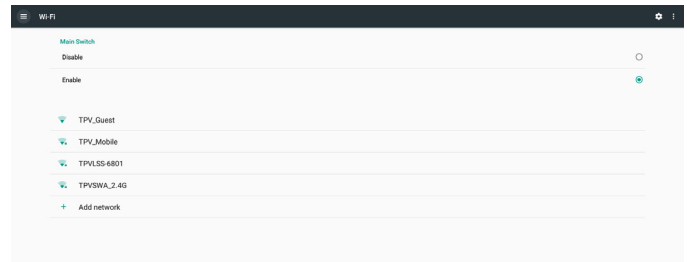 Wi-Fi
Main Switch
Disable
Enable
TPV_Guest
TPV_Mobile
TPVLSS-6801
TPVSWA_2.4G
Add network